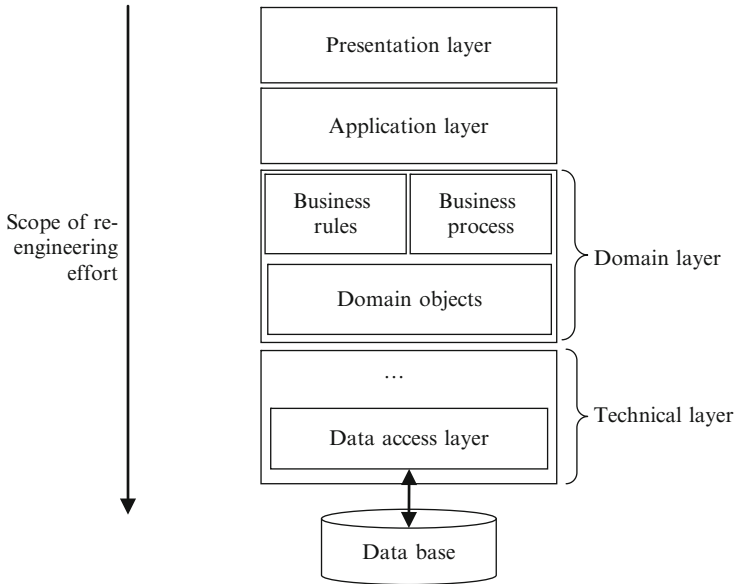 Presentation layer
Application layer
Business
rules
Business
process
Domain objects
Domain layer
Scope of re-
engineering
effort
...
Data access layer
Technical layer
Data base